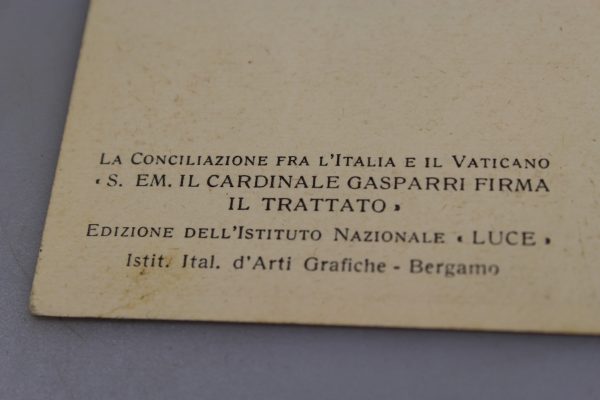 LA CONCILIAZIONE FRA L'ITALIA E IL VATICANO
« S. EM. IL CARDINALE GASPARRI FIRMA
IL TRATTATO »
EDIZIONE DELL'ISTITUTO NAZIONALE « LUCE »
Istit. Ital. d'Arti Grafiche - Bergamo